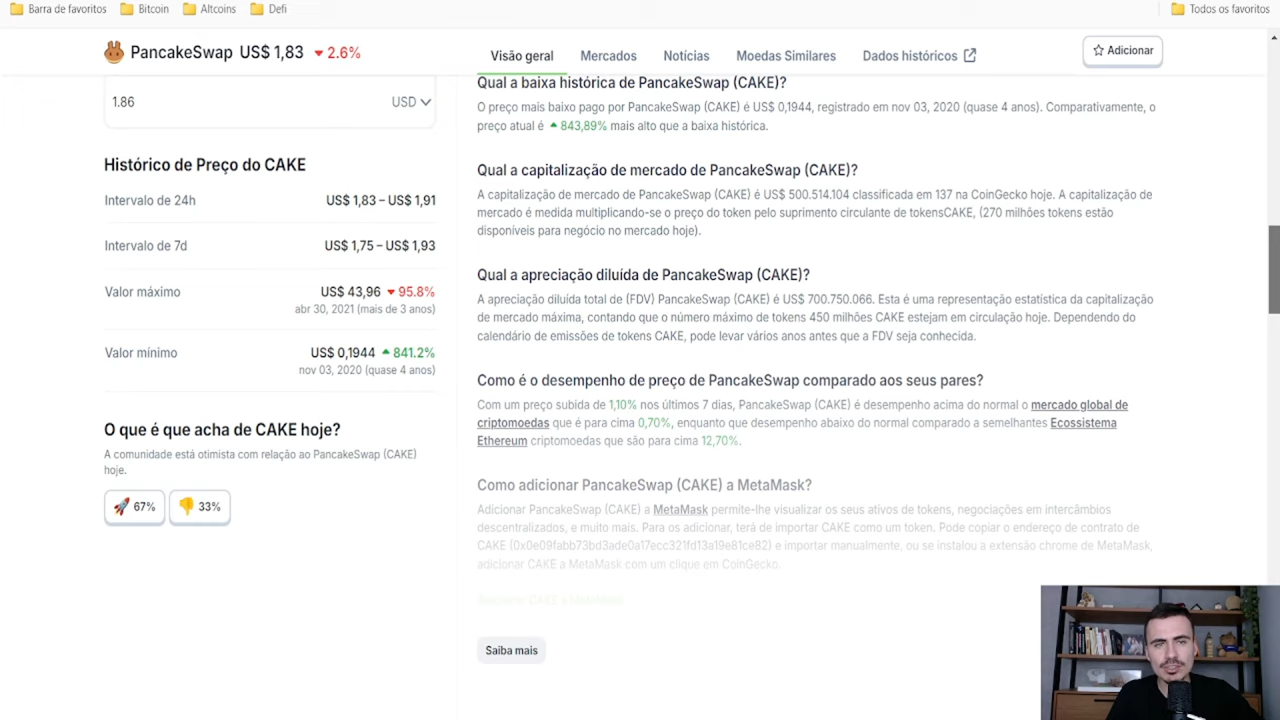 Barra de favoritos Bitcoin Altcoins Defi Todos os favoritos
PancakeSwap US$ 1,83 2.6%
Visão geral Mercados Notícias Moedas Similares Dados históricos Adicionar
1.86 USD
Histórico de Preço do CAKE
Intervalo de 24h US$ 1,83 – US$ 1,91
Intervalo de 7d US$ 1,75 – US$ 1,93
Valor máximo US$ 43,96 95.8%
abr 30, 2021 (mais de 3 anos)
Valor mínimo US$ 0,1944 841.2%
nov 03, 2020 (quase 4 anos)
O que é que acha de CAKE hoje?
A comunidade está otimista com relação ao PancakeSwap (CAKE)
hoje.
67% 33%
Qual a baixa histórica de PancakeSwap (CAKE)?
O preço mais baixo pago por PancakeSwap (CAKE) é US$ 0,1944, registrado em nov 03, 2020 (quase 4 anos). Comparativamente, o
preço atual é 843,89% mais alto que a baixa histórica.
Qual a capitalização de mercado de PancakeSwap (CAKE)?
A capitalização de mercado de PancakeSwap (CAKE) é US$ 500.514.104 classificada em 137 na CoinGecko hoje. A capitalização de
mercado é medida multiplicando-se o preço do token pelo suprimento circulante de tokensCAKE, (270 milhões tokens estão
disponíveis para negócio no mercado hoje).
Qual a apreciação diluída de PancakeSwap (CAKE)?
A apreciação diluída total de (FDV) PancakeSwap (CAKE) é US$ 700.750.066. Esta é uma representação estatística da capitalização
de mercado máxima, contando que o número máximo de tokens 450 milhões CAKE estejam em circulação hoje. Dependendo do
calendário de emissões de tokens CAKE, pode levar vários anos antes que a FDV seja conhecida.
Como é o desempenho de preço de PancakeSwap comparado aos seus pares?
Com um preço subida de 1,10% nos últimos 7 dias, PancakeSwap (CAKE) é desempenho acima do normal o mercado global de
criptomoedas que é para cima 0,70%, enquanto que desempenho abaixo do normal comparado a semelhantes Ecossistema
Ethereum criptomoedas que são para cima 12,70%.
Como adicionar PancakeSwap (CAKE) a MetaMask?
Adicionar PancakeSwap (CAKE) a MetaMask permite-lhe visualizar os seus ativos de tokens, negociações em intercâmbios
descentralizados, e muito mais. Para os adicionar, terá de importar CAKE como um token. Pode copiar o endereço de contrato de
CAKE (0x0e09fabb73bd3ade0a17ecc321fd13a19e81ce82) e importar manualmente, ou se instalou a extensão chrome de MetaMask,
adicionar CAKE a MetaMask com um clique em CoinGecko.
Adicionar CAKE a MetaMask
Saiba mais